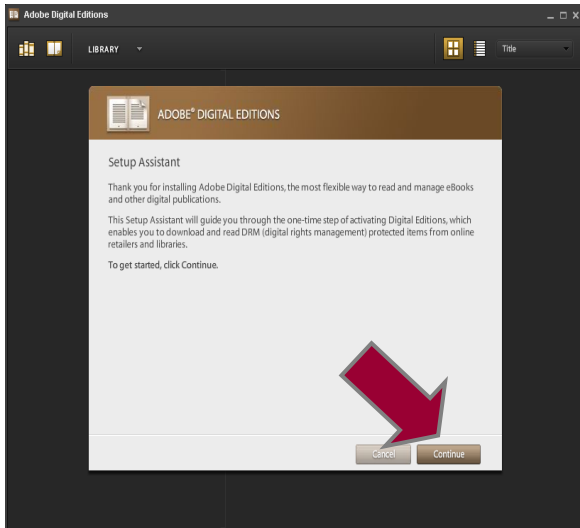 Adobe Digital Editions
LIBRARY
Title
ADOBE® DIGITAL EDITIONS
Setup Assistant
Thank you for installing Adobe Digital Editions, the most flexible way to read and manage eBooks
and other digital publications.
This Setup Assistant will guide you through the one-time step of activating Digital Editions, which
enables you to download and read DRM (digital rights management) protected items from online
retailers and libraries.
To get started, click Continue.
Cancel
Continue